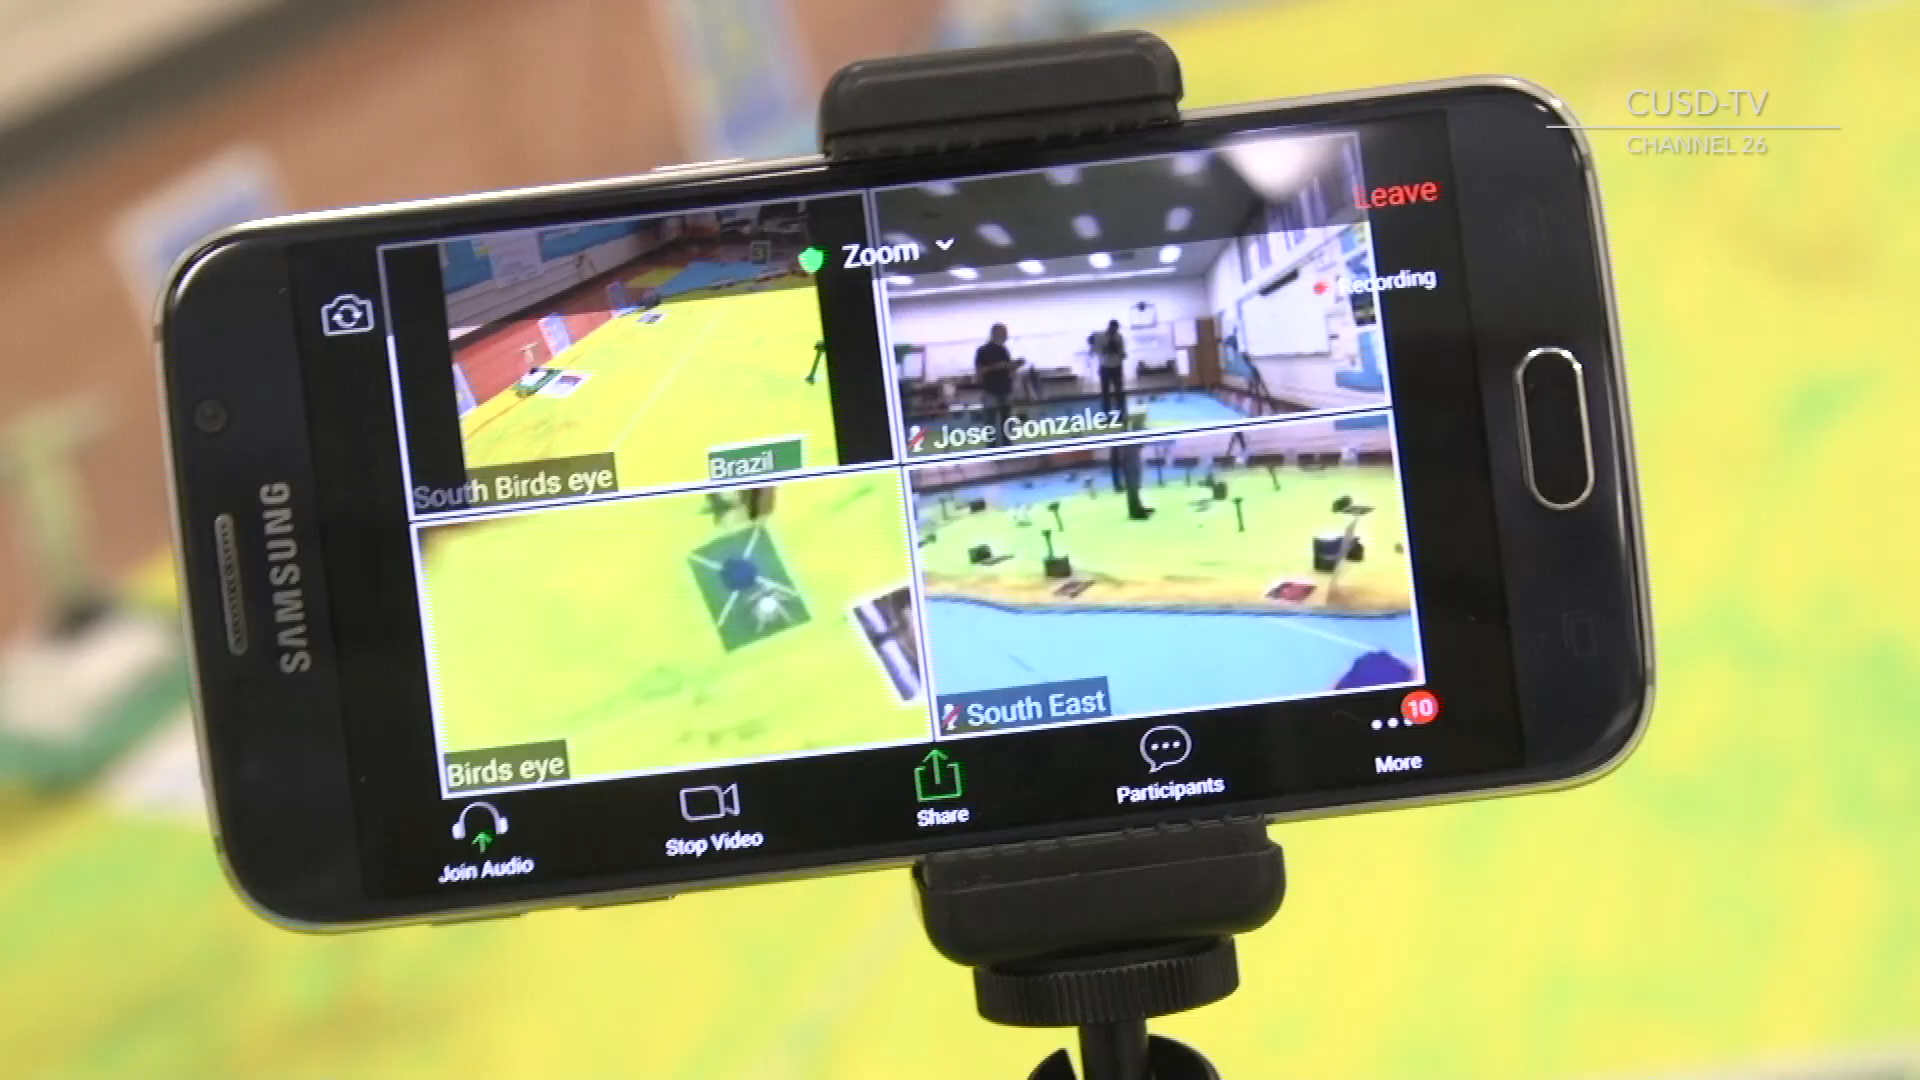 CUSD-TV
CHANNEL 26
SAMSUNG
Leave
Zoom
Recording
Jose Gonzalez
Brazil
South Birds eye
South East
Birds eye
10
Join Audio
Stop Video
Share
Participants
More